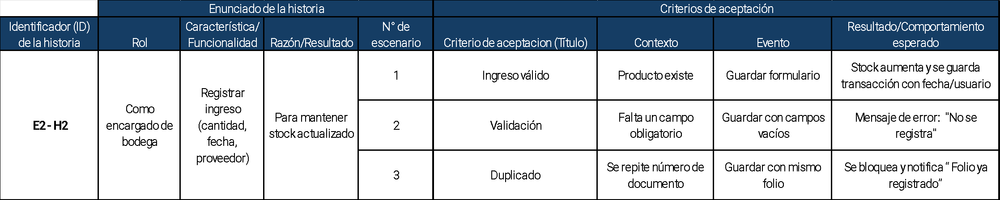 Enunciado de la historia
Criterios de aceptación
Identificador (ID)
de la historia
Rol
Característica/
Funcionalidad
Razón/Resultado
N° de
escenario
Criterio de aceptacion (Título)
Contexto
Evento
Resultado/Comportamiento
esperado
E2 - H2
Como
encargado de
bodega
Registrar
ingreso
(cantidad,
fecha,
proveedor)
Para mantener
stock actualizado
1
Ingreso válido
Producto existe
Guardar formulario
Stock aumenta y se guarda
transacción con fecha/usuario
2
Validación
Falta un campo
obligatorio
Guardar con campos
vacíos
Mensaje de error:  "No se
registra"
3
Duplicado
Se repite número de
documento
Guardar con mismo
folio
Se bloquea y notifica “ Folio ya
registrado”